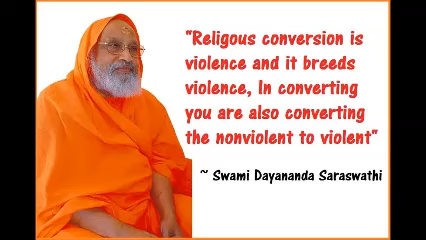 "Religous conversion is
violence and it breeds
violence, In converting
you are also converting
the nonviolent to violent"
~ Swami Dayananda Saraswathi